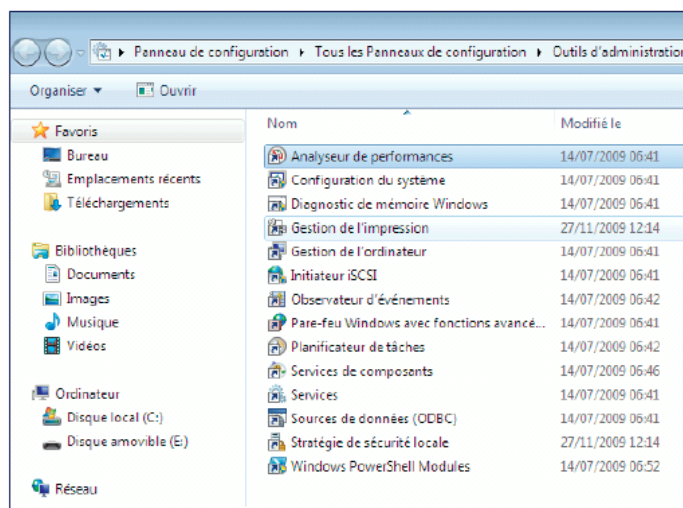 Panneau de configuration Tous les Panneaux de configuration Outils d'administration
Organiser Ouvrir
Favoris
Bureau
Emplacements récents
Téléchargements
Bibliothèques
Documents
Images
Musique
Vidéos
Ordinateur
Disque local (C:)
Disque amovible (E:)
Réseau
Nom Modifié le
Analyseur de performances 14/07/2009 06:41
Configuration du système 14/07/2009 06:41
Diagnostic de mémoire Windows 14/07/2009 06:41
Gestion de l'impression 27/11/2009 12:14
Gestion de l'ordinateur 14/07/2009 06:41
Initiateur iSCSI 14/07/2009 06:41
Observateur d'événements 14/07/2009 06:42
Pare-feu Windows avec fonctions avancé... 14/07/2009 06:41
Planificateur de tâches 14/07/2009 06:42
Services de composants 14/07/2009 06:46
Services 14/07/2009 06:41
Sources de données (ODBC) 14/07/2009 06:41
Stratégie de sécurité locale 27/11/2009 12:14
Windows PowerShell Modules 14/07/2009 06:52